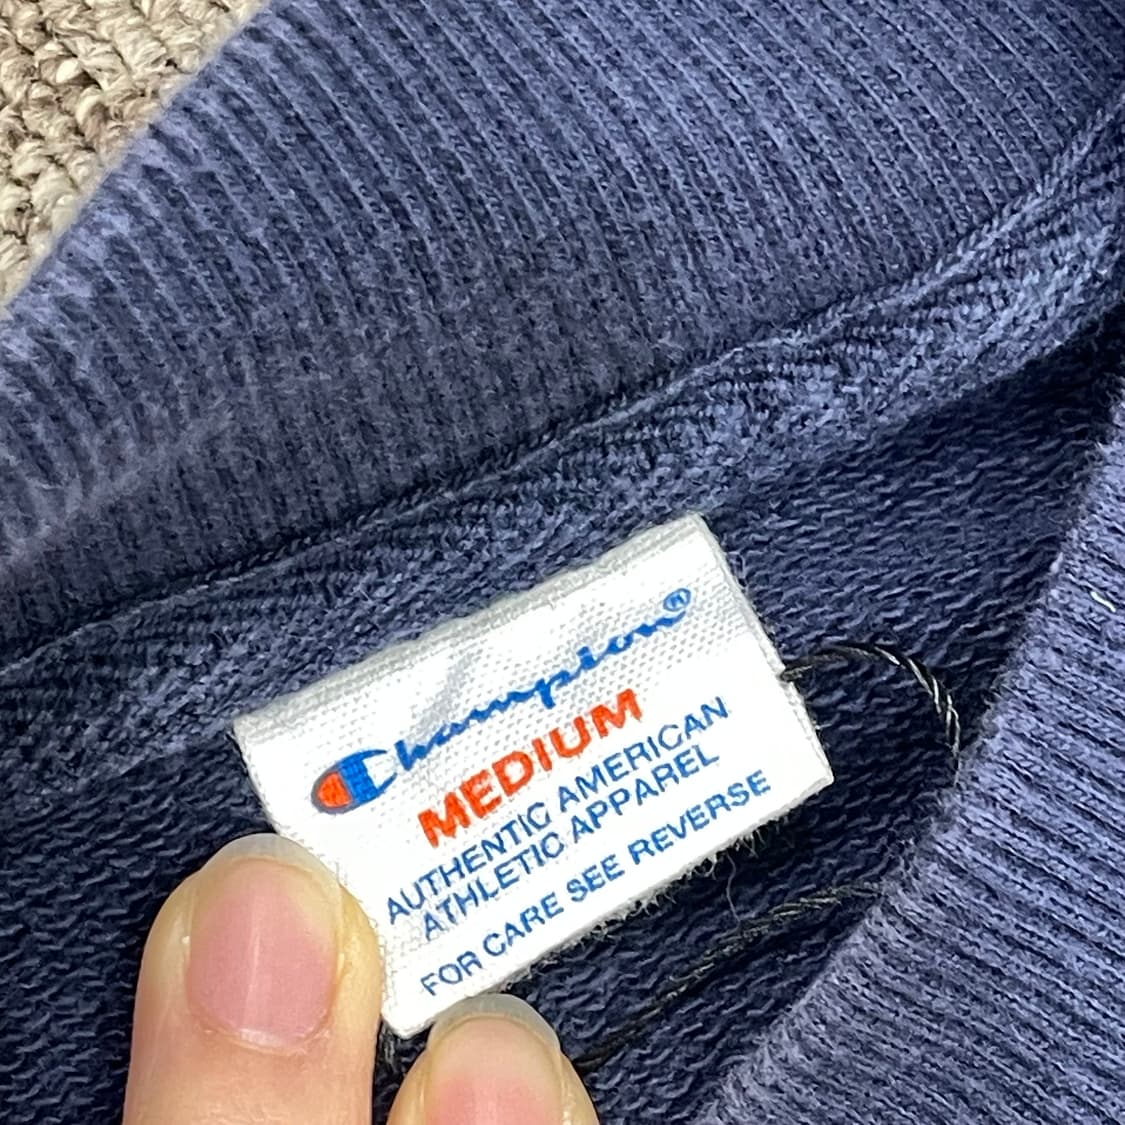 Champion®
MEDIUM
AUTHENTIC AMERICAN
ATHLETIC APPAREL
FOR CARE SEE REVERSE